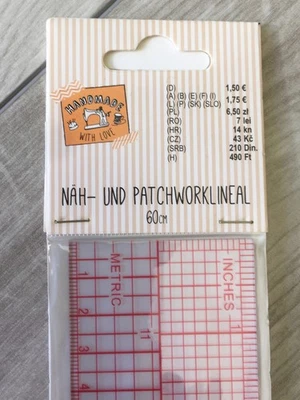 HANDMADE
WITH LOVE
(D) 1,50 €
(A) (B) (E) (F) (I)
(L) (P) (SK) (SLO) 1,75 €
(PL) 6,50 zł
(RO) 7 lei
(HR) 14 kn
(CZ) 43 Kč
(SRB) 210 Din.
(H) 490 Ft
NÄH- UND PATCHWORKLINEAL
60CM
METRIC
INCHES
1
2
3
4
1